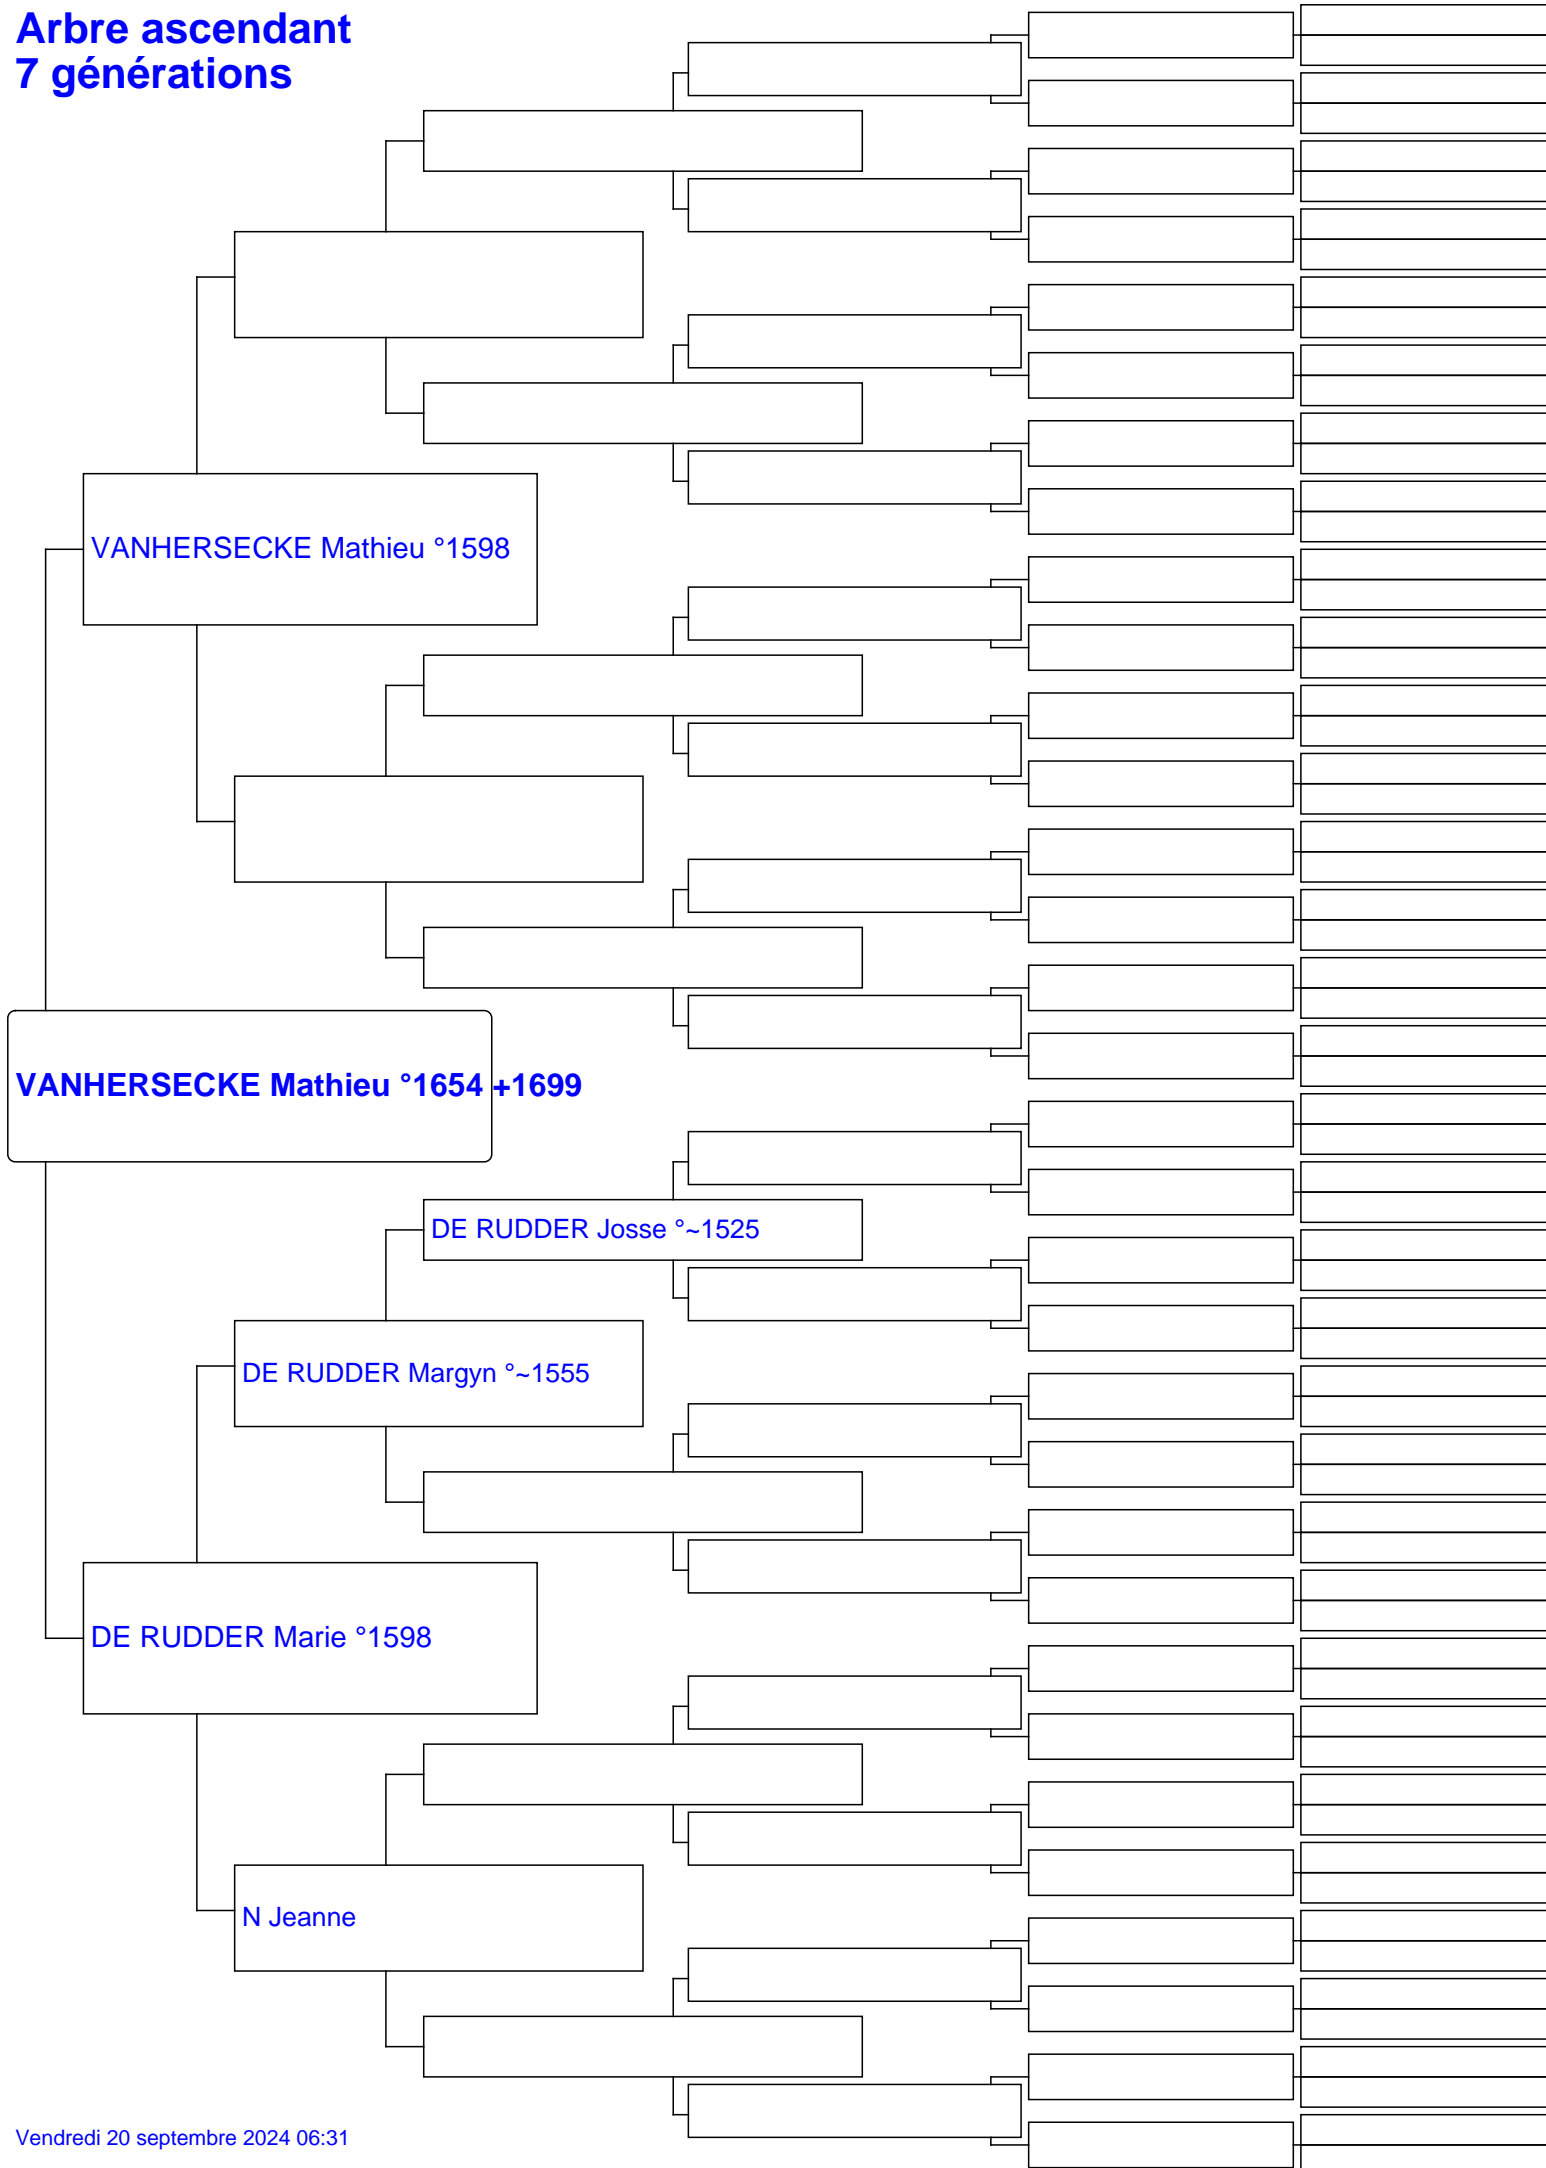 Arbre ascendant
7 générations
VANHERSECKE Mathieu °1598
VANHERSECKE Mathieu °1654 +1699
DE RUDDER Josse °~1525
DE RUDDER Margyn °~1555
DE RUDDER Marie °1598
N Jeanne
Vendredi 20 septembre 2024 06:31